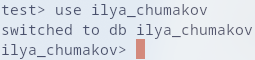 test> use ilya_chumakov
switched to db ilya_chumakov
ilya_chumakov>